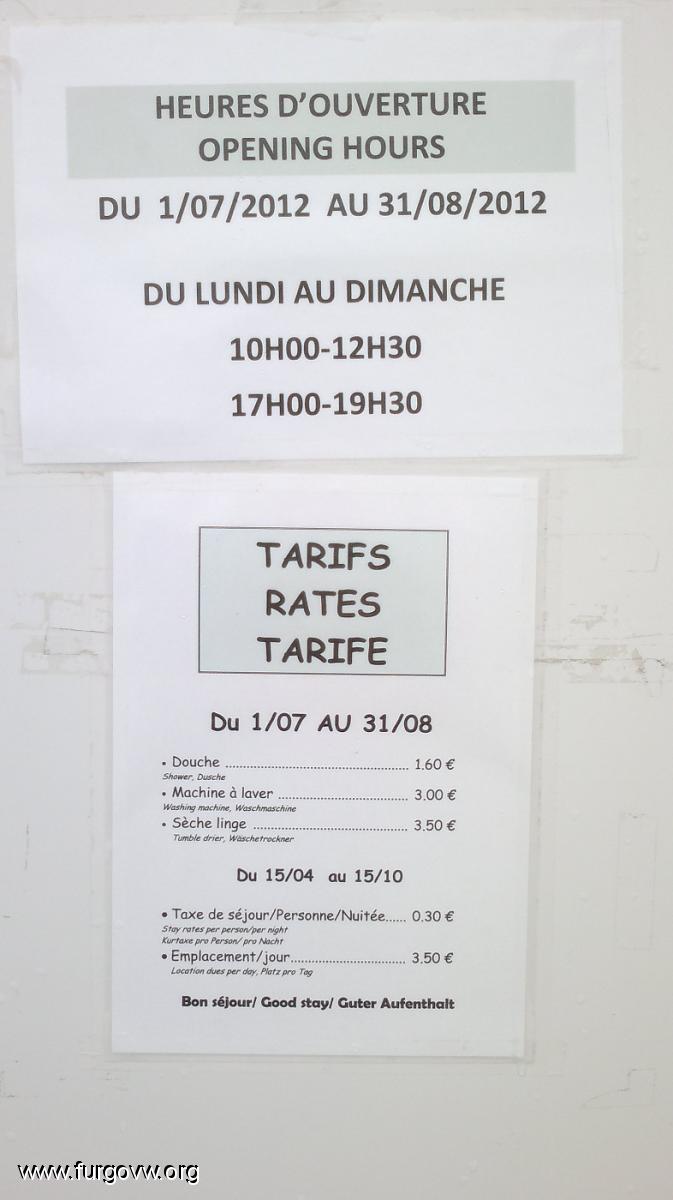 HEURES D'OUVERTURE
OPENING HOURS
DU 1/07/2012 AU 31/08/2012
DU LUNDI AU DIMANCHE
10H00-12H30
17H00-19H30
TARIFS
RATES
TARIFE
Du 1/07 AU 31/08
• Douche ............................................... 1.60 €
Shower, Dusche
• Machine à laver ................................. 3.00 €
Washing machine, Waschmaschine
• Sèche linge ....................................... 3.50 €
Tumble drier, Wäschetrockner
Du 15/04 au 15/10
• Taxe de séjour/Personne/Nuitée...... 0.30 €
Stay rates per person/per night
Kurtaxe pro Person/ pro Nacht
• Emplacement/jour.............................. 3.50 €
Location dues per day, Platz pro Tag
Bon séjour/ Good stay/ Guter Aufenthalt
www.furgovw.org